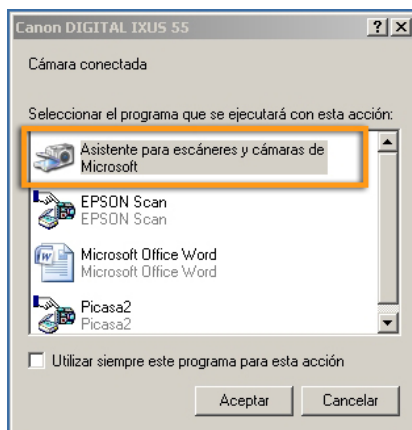 Canon DIGITAL IXUS 55
Cámara conectada
Seleccionar el programa que se ejecutará con esta acción:
Asistente para escáneres y cámaras de
Microsoft
EPSON Scan
EPSON Scan
Microsoft Office Word
Microsoft Office Word
Picasa2
Picasa2
Utilizar siempre este programa para esta acción
Aceptar Cancelar